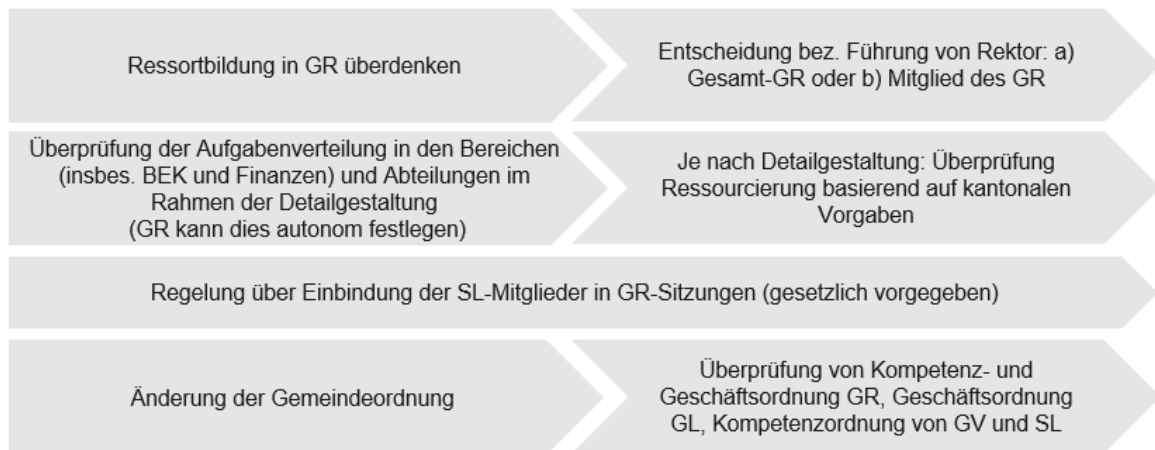 Ressortbildung in GR überdenken
Entscheidung bez. Führung von Rektor: a)
Gesamt-GR oder b) Mitglied des GR
Überprüfung der Aufgabenverteilung in den Bereichen
(insbes. BEK und Finanzen) und Abteilungen im
Rahmen der Detailgestaltung
(GR kann dies autonom festlegen)
Je nach Detailgestaltung: Überprüfung
Ressourcierung basierend auf kantonalen
Vorgaben
Regelung über Einbindung der SL-Mitglieder in GR-Sitzungen (gesetzlich vorgegeben)
Änderung der Gemeindeordnung
Überprüfung von Kompetenz- und
Geschäftsordnung GR, Geschäftsordnung
GL, Kompetenzordnung von GV und SL